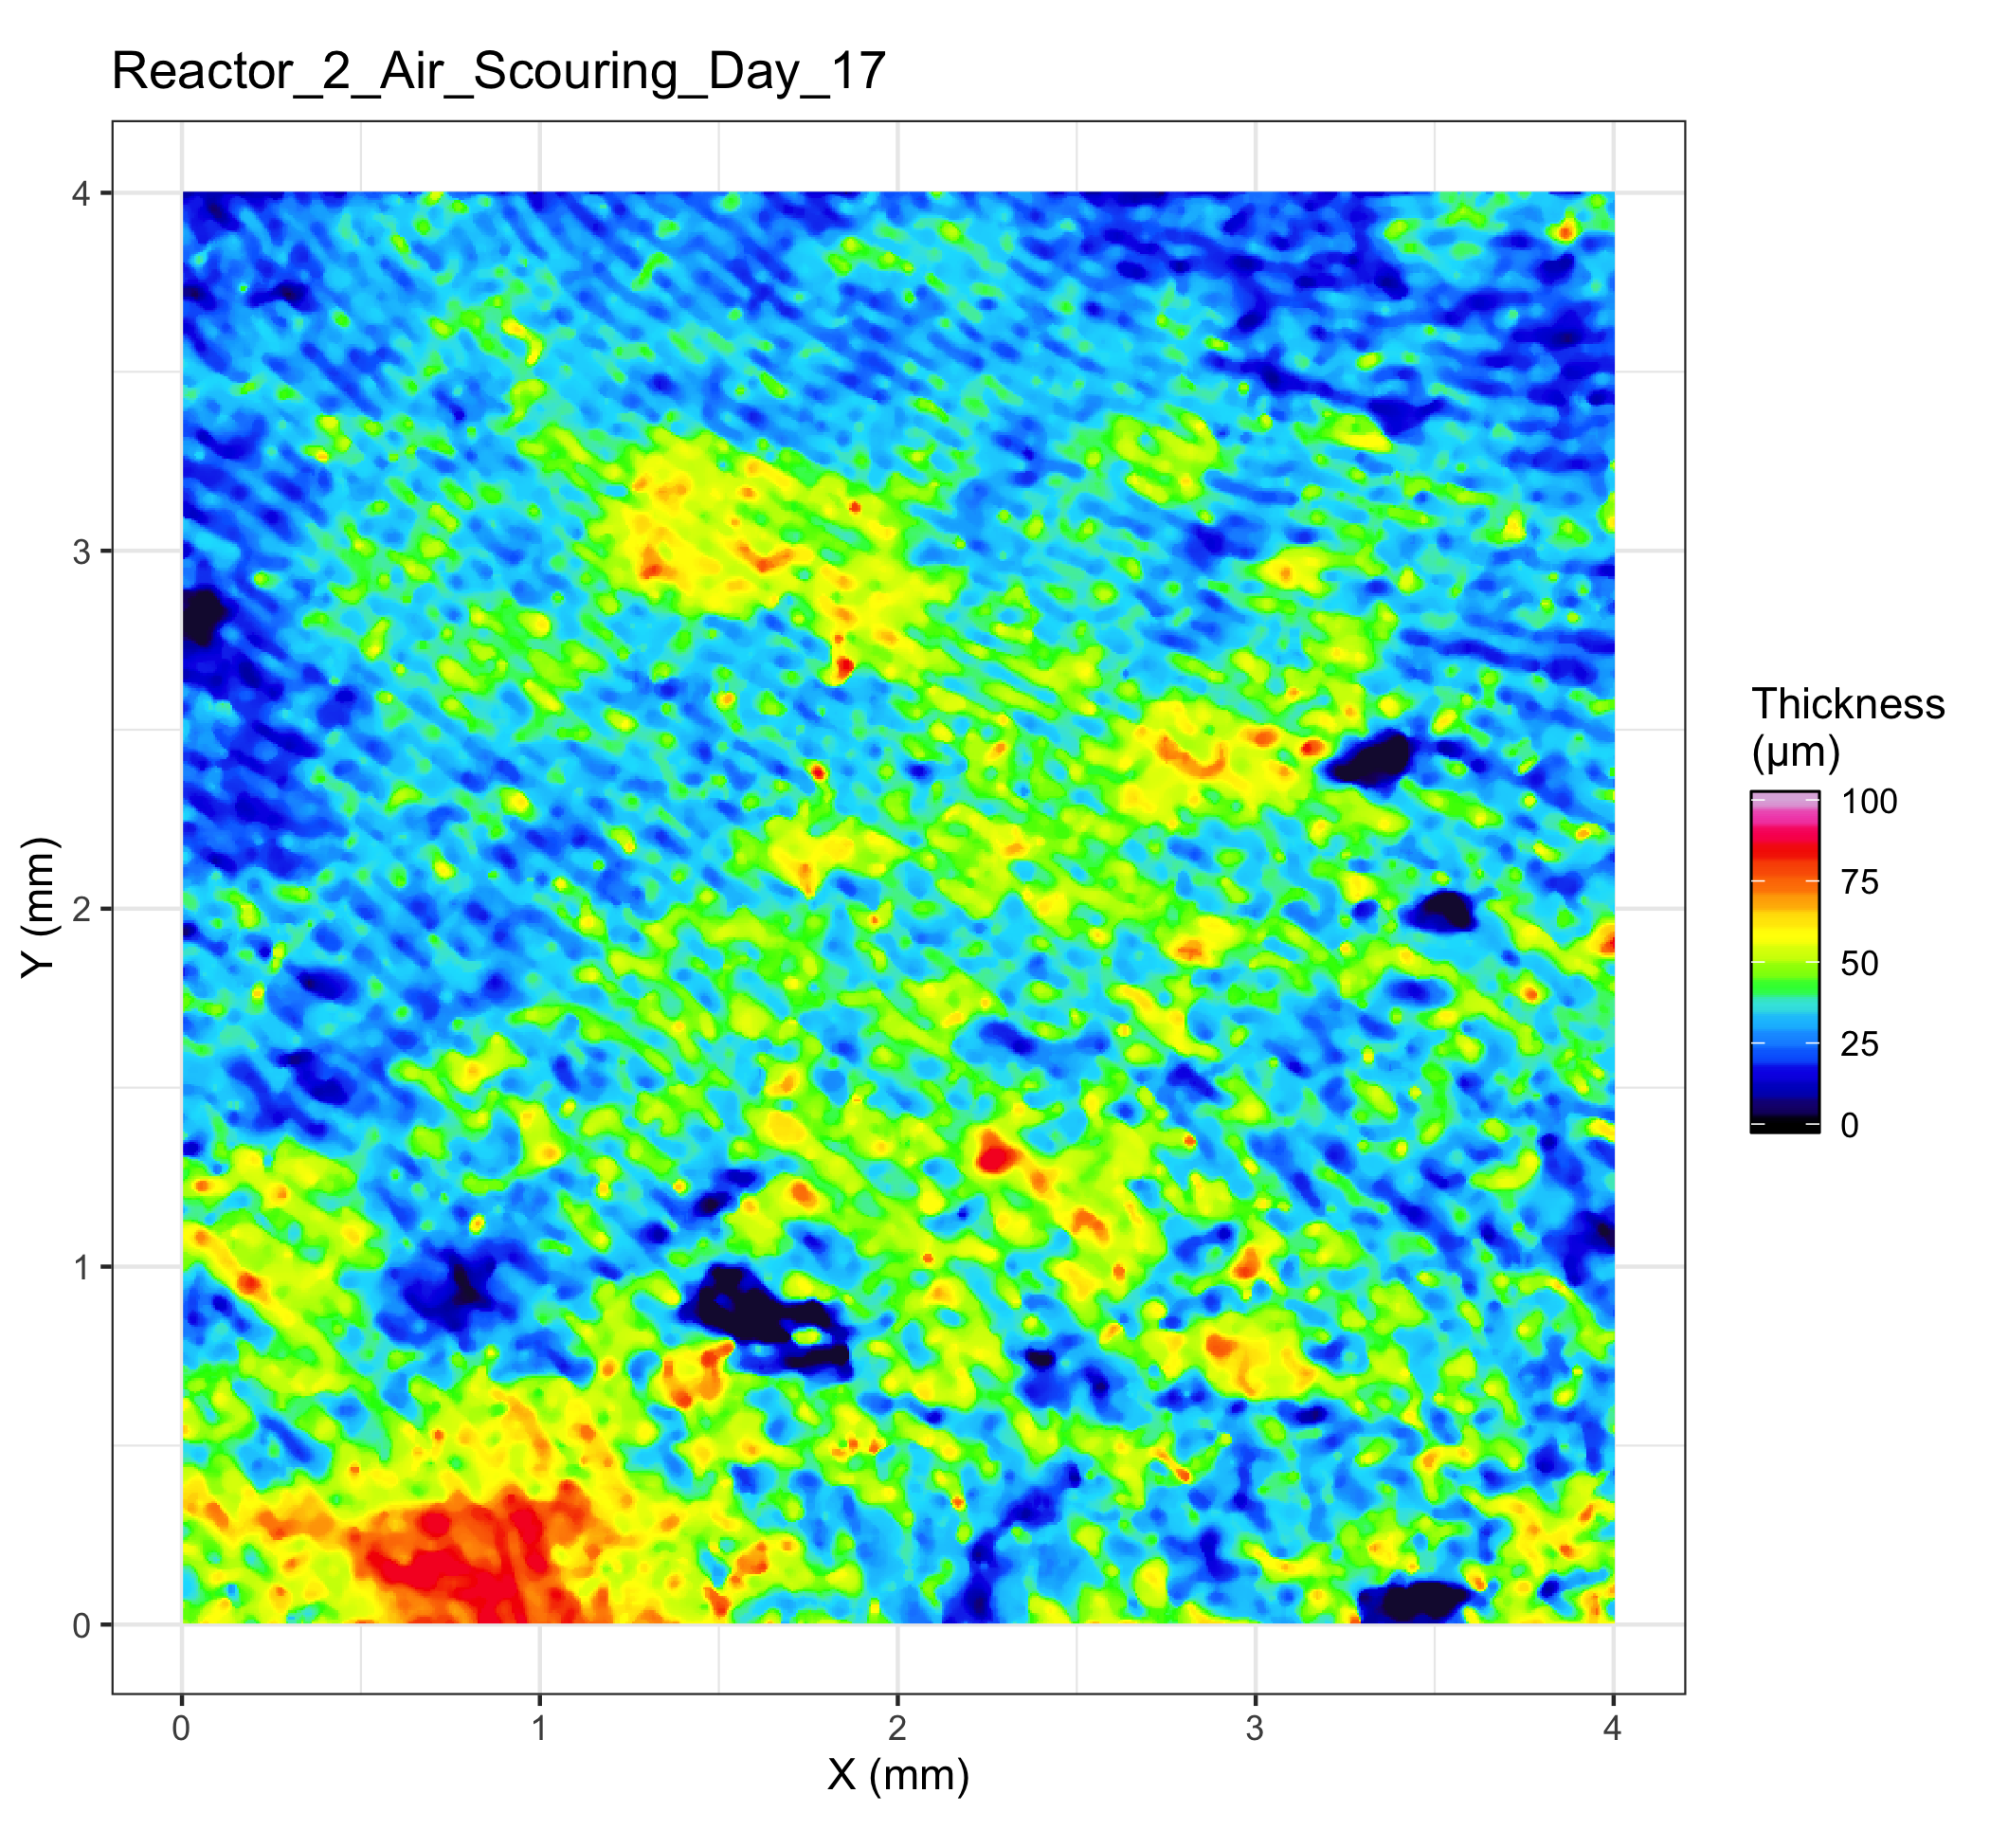 Reactor_2_Air_Scouring_Day_17
4
3
2
1
0
Y (mm)
0 1 2 3 4
X (mm)
Thickness
(μm)
100
75
50
25
0